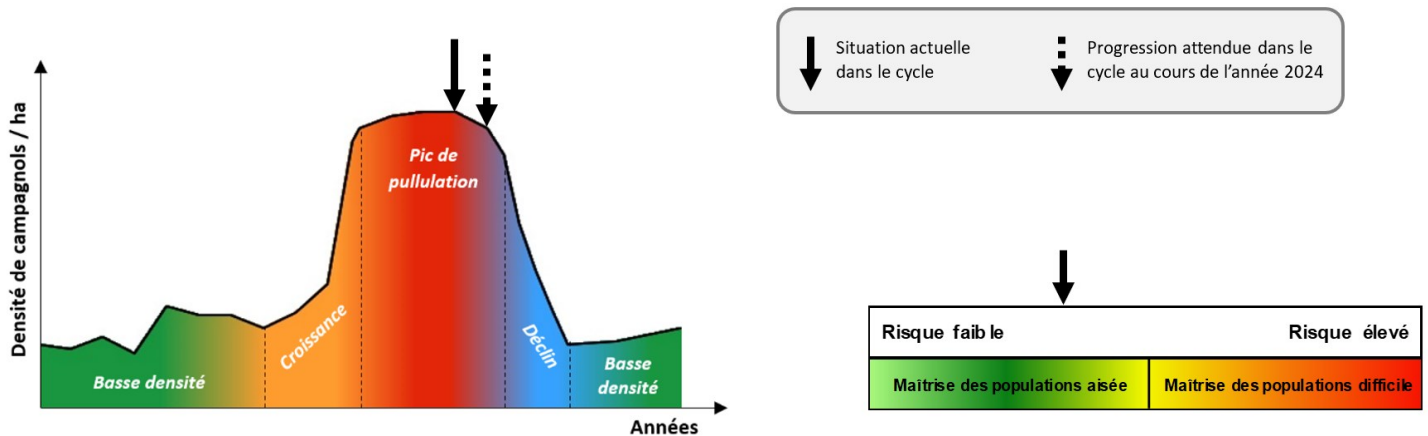 Situation actuelle
dans le cycle
Progression attendue dans le
cycle au cours de l'année 2024
Densité de campagnols / ha
Pic de
pullulation
Croissance
Déclin
Basse densité
Basse
densité
Années
Risque faible
Risque élevé
Maîtrise des populations aisée
Maîtrise des populations difficile